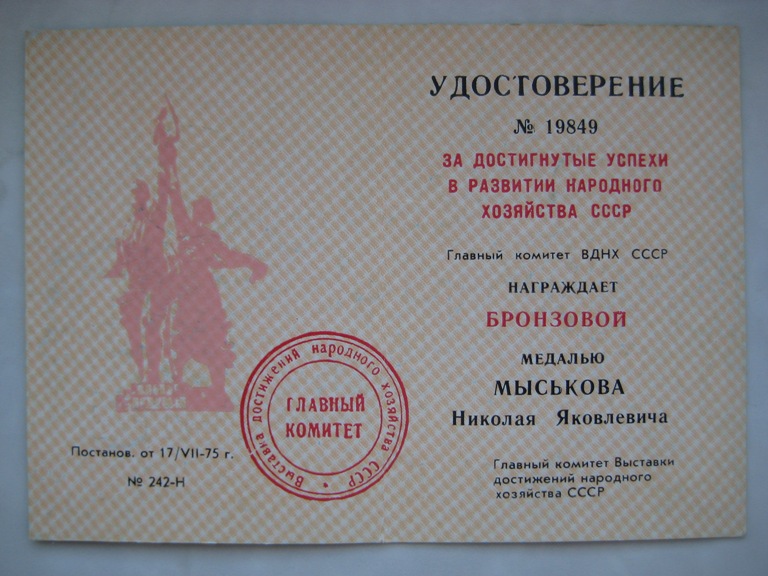 Постанов. от 17/VII-75 г.
№ 242-Н
Выставка достижений народного хозяйства СССР
ГЛАВНЫЙ
КОМИТЕТ
УДОСТОВЕРЕНИЕ
№ 19849
ЗА ДОСТИГНУТЫЕ УСПЕХИ
В РАЗВИТИИ НАРОДНОГО
ХОЗЯЙСТВА СССР
Главный комитет ВДНХ СССР
НАГРАЖДАЕТ
БРОНЗОВОЙ
МЕДАЛЬЮ
МЫСЬКОВА
Николая Яковлевича
Главный комитет Выставки
достижений народного
хозяйства СССР